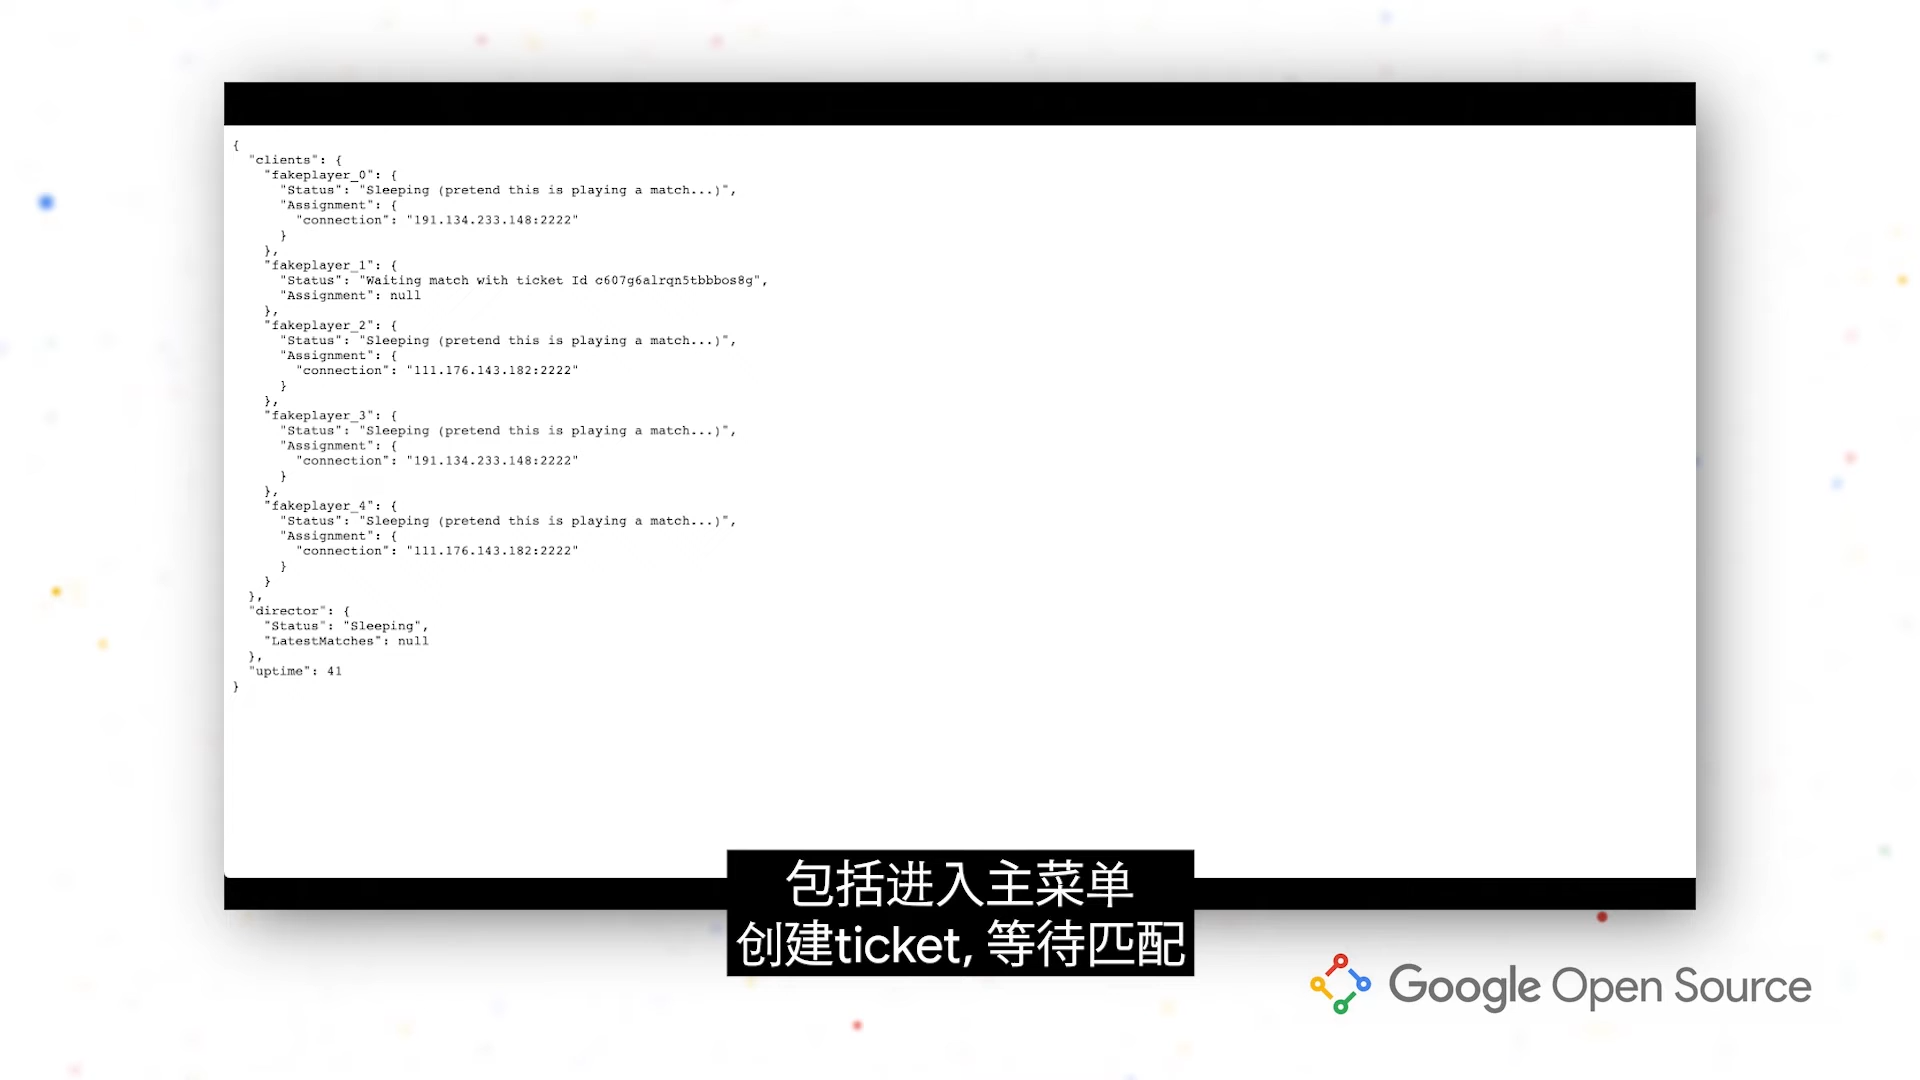 {
"clients": {
"fakeplayer_0": {
"Status": "Sleeping (pretend this is playing a match...)",
"Assignment": {
"connection": "191.134.233.148:2222"
}
},
"fakeplayer_1": {
"Status": "Waiting match with ticket Id c607g6alrqn5tbbbos8g",
"Assignment": null
},
"fakeplayer_2": {
"Status": "Sleeping (pretend this is playing a match...)",
"Assignment": {
"connection": "111.176.143.182:2222"
}
},
"fakeplayer_3": {
"Status": "Sleeping (pretend this is playing a match...)",
"Assignment": {
"connection": "191.134.233.148:2222"
}
},
"fakeplayer_4": {
"Status": "Sleeping (pretend this is playing a match...)",
"Assignment": {
"connection": "111.176.143.182:2222"
}
}
},
"director": {
"Status": "Sleeping",
"LatestMatches": null
},
"uptime": 41
}
包括进入主菜单
创建ticket, 等待匹配
Google Open Source